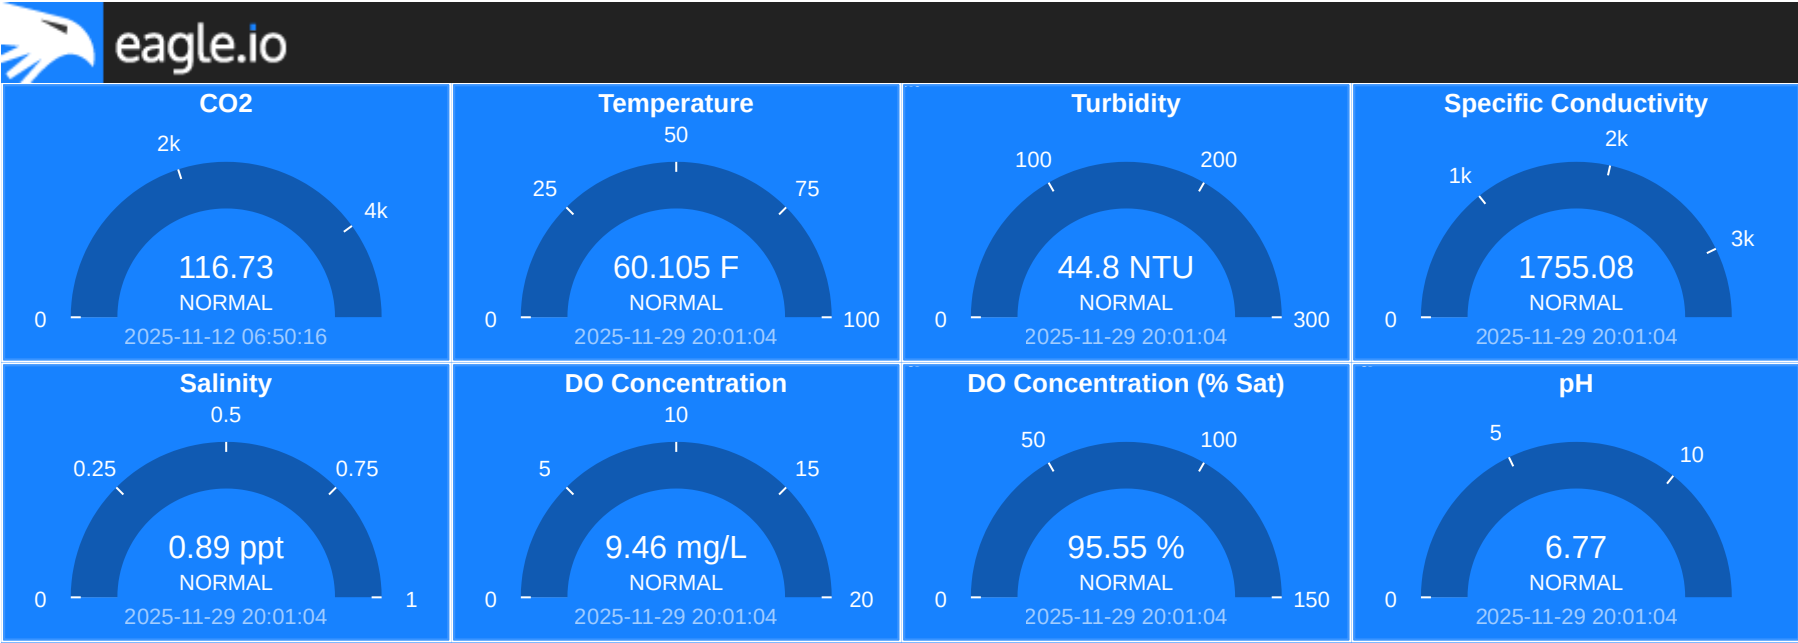 eagle.io
CO2
2k
4k
116.73
NORMAL
0
2025-11-12 06:50:16
Temperature
50
25
75
60.105 F
NORMAL
0
100
2025-11-29 20:01:04
Turbidity
100
200
44.8 NTU
NORMAL
0
300
2025-11-29 20:01:04
Specific Conductivity
2k
1k
3k
1755.08
NORMAL
0
2025-11-29 20:01:04
Salinity
0.5
0.25
0.75
0.89 ppt
NORMAL
0
1
2025-11-29 20:01:04
DO Concentration
10
5
15
9.46 mg/L
NORMAL
0
20
2025-11-29 20:01:04
DO Concentration (% Sat)
50
100
95.55 %
NORMAL
0
150
2025-11-29 20:01:04
pH
5
10
6.77
NORMAL
0
2025-11-29 20:01:04